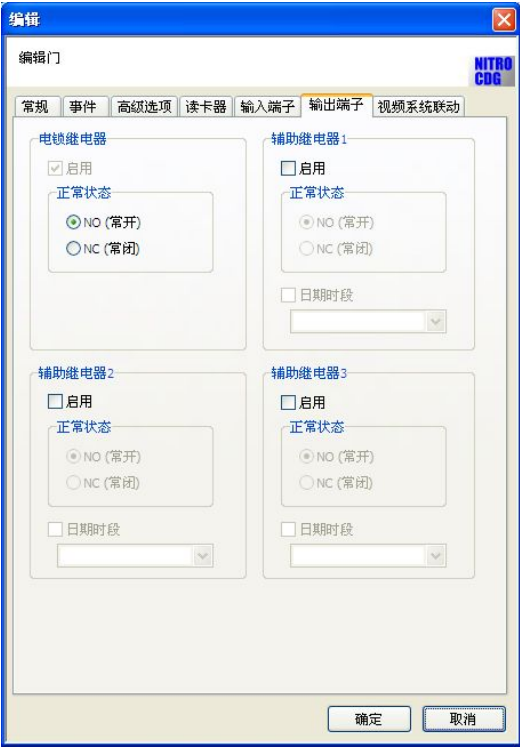 编辑
编辑门
NITRO
CDG
常规 事件 高级选项 读卡器 输入端子 输出端子 视频系统联动
电锁继电器
启用
正常状态
NO (常开)
NC (常闭)
辅助继电器1
启用
正常状态
NO (常开)
NC (常闭)
日期时段
辅助继电器2
启用
正常状态
NO (常开)
NC (常闭)
日期时段
辅助继电器3
启用
正常状态
NO (常开)
NC (常闭)
日期时段
确定 取消